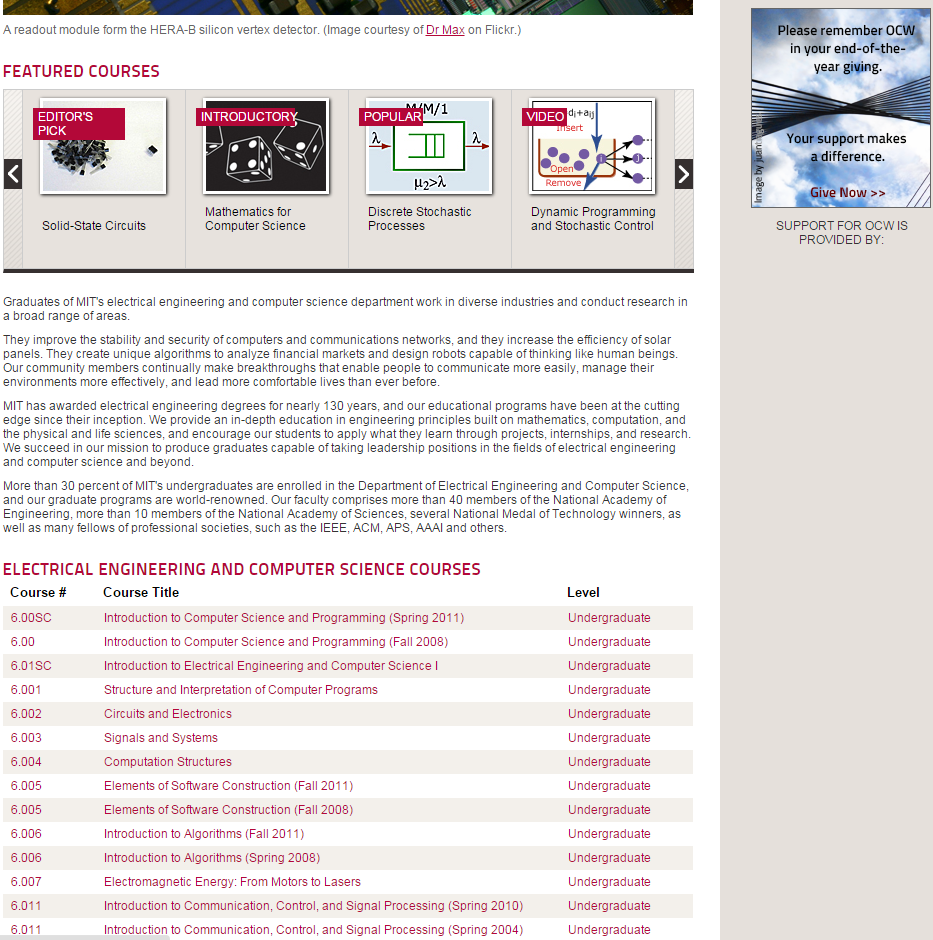 A readout module form the HERA-B silicon vertex detector. (Image courtesy of Dr Max on Flickr.)
FEATURED COURSES
EDITOR'S
PICK
Solid-State Circuits
INTRODUCTORY
Mathematics for
Computer Science
M/M/1
POPULAR
λ
λ
μ₂>λ
Discrete Stochastic
Processes
VIDEO
dⱼ+aᵢⱼ
Insert
Open
Remove
i
j
Dynamic Programming
and Stochastic Control
Graduates of MIT's electrical engineering and computer science department work in diverse industries and conduct research in
a broad range of areas.
They improve the stability and security of computers and communications networks, and they increase the efficiency of solar
panels. They create unique algorithms to analyze financial markets and design robots capable of thinking like human beings.
Our community members continually make breakthroughs that enable people to communicate more easily, manage their
environments more effectively, and lead more comfortable lives than ever before.
MIT has awarded electrical engineering degrees for nearly 130 years, and our educational programs have been at the cutting
edge since their inception. We provide an in-depth education in engineering principles built on mathematics, computation, and
the physical and life sciences, and encourage our students to apply what they learn through projects, internships, and research.
We succeed in our mission to produce graduates capable of taking leadership positions in the fields of electrical engineering
and computer science and beyond.
More than 30 percent of MIT's undergraduates are enrolled in the Department of Electrical Engineering and Computer Science,
and our graduate programs are world-renowned. Our faculty comprises more than 40 members of the National Academy of
Engineering, more than 10 members of the National Academy of Sciences, several National Medal of Technology winners, as
well as many fellows of professional societies, such as the IEEE, ACM, APS, AAAI and others.
ELECTRICAL ENGINEERING AND COMPUTER SCIENCE COURSES
Course # Course Title Level
6.00SC Introduction to Computer Science and Programming (Spring 2011) Undergraduate
6.00 Introduction to Computer Science and Programming (Fall 2008) Undergraduate
6.01SC Introduction to Electrical Engineering and Computer Science I Undergraduate
6.001 Structure and Interpretation of Computer Programs Undergraduate
6.002 Circuits and Electronics Undergraduate
6.003 Signals and Systems Undergraduate
6.004 Computation Structures Undergraduate
6.005 Elements of Software Construction (Fall 2011) Undergraduate
6.005 Elements of Software Construction (Fall 2008) Undergraduate
6.006 Introduction to Algorithms (Fall 2011) Undergraduate
6.006 Introduction to Algorithms (Spring 2008) Undergraduate
6.007 Electromagnetic Energy: From Motors to Lasers Undergraduate
6.011 Introduction to Communication, Control, and Signal Processing (Spring 2010) Undergraduate
6.011 Introduction to Communication, Control, and Signal Processing (Spring 2004) Undergraduate
Please remember OCW
in your end-of-the-
year giving.
Your support makes
a difference.
Give Now >>
Image by
SUPPORT FOR OCW IS
PROVIDED BY: